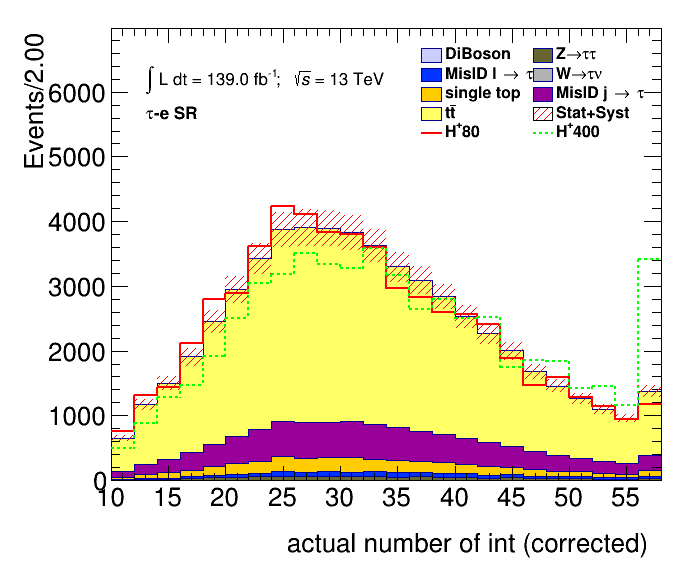 Events/2.00
∫ L dt = 139.0 fb⁻¹; √s = 13 TeV
τ-e SR
DiBoson
Z→ττ
MisID l → τ
W→τν
single top
MisID j → τ
tt̄
Stat+Syst
H⁺80
H⁺400
6000
5000
4000
3000
2000
1000
0
10 15 20 25 30 35 40 45 50 55
actual number of int (corrected)